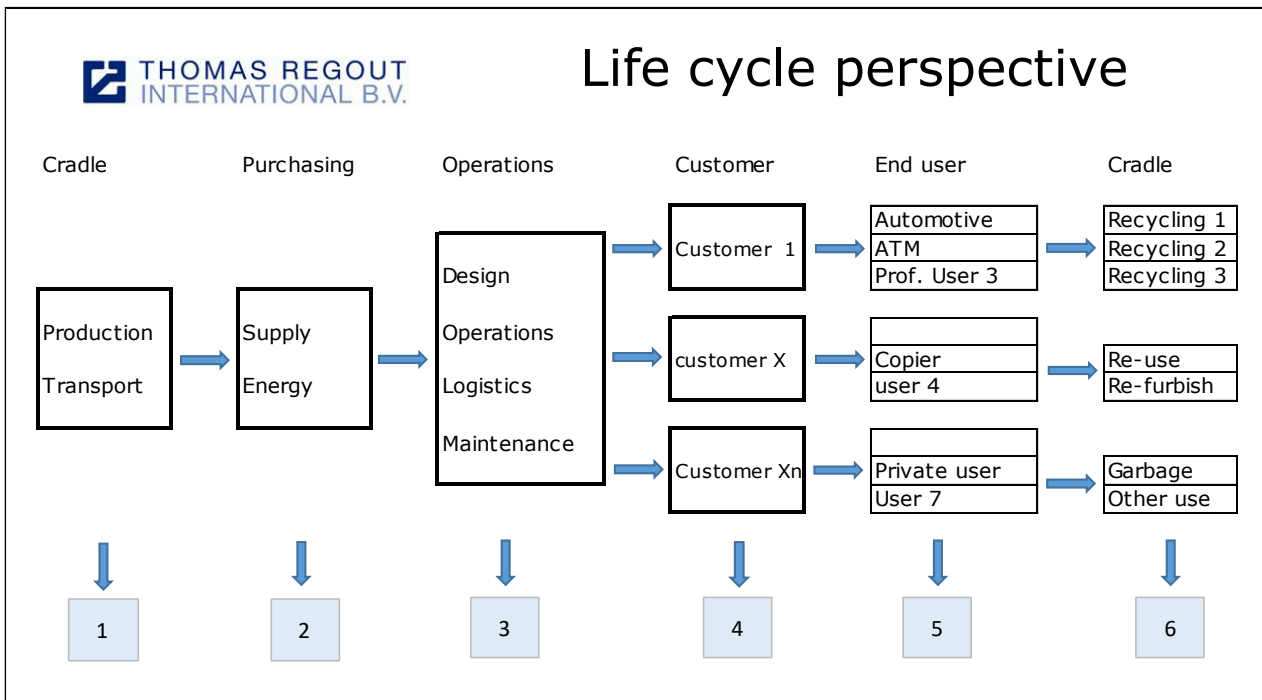 THOMAS REGOUT
INTERNATIONAL B.V.
Life cycle perspective
Cradle
Purchasing
Operations
Customer
End user
Cradle
Production
Transport
Supply
Energy
Design
Operations
Logistics
Maintenance
Customer 1
customer X
Customer Xn
Automotive
ATM
Prof. User 3
Copier
user 4
Private user
User 7
Recycling 1
Recycling 2
Recycling 3
Re-use
Re-furbish
Garbage
Other use
1
2
3
4
5
6